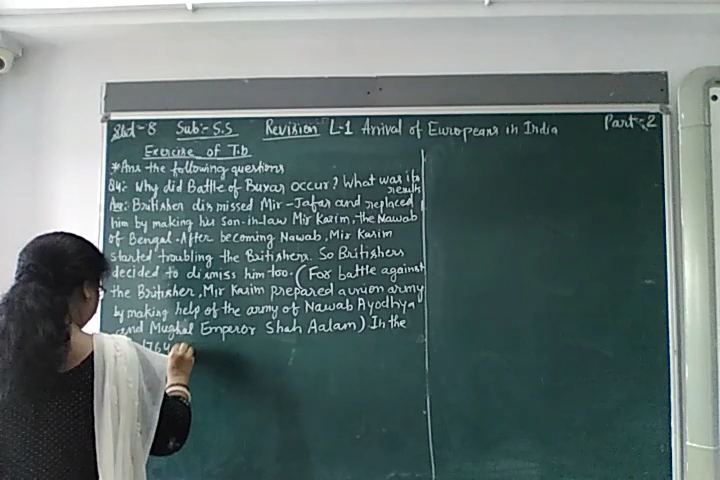 Std-8 Sub:- S.S Revision L-1 Arrival of Europeans in India Part-2
Exercise of T.b
*Ans the following questions
Q4:- Why did Battle of Buxar occur? What was its results
Ans:- Britisher dismissed Mir-Jafar and replaced
him by making his son-in-law Mir Kasim, the Nawab
of Bengal. After becoming Nawab, Mir Kasim
started troubling the Britishers. So Britishers
decided to dismiss him too. (For battle against
the Britisher, Mir Kasim prepared a union army
by making help of the army of Nawab Ayodhya
and Mughal Emperor Shah Aalam) In the
1764